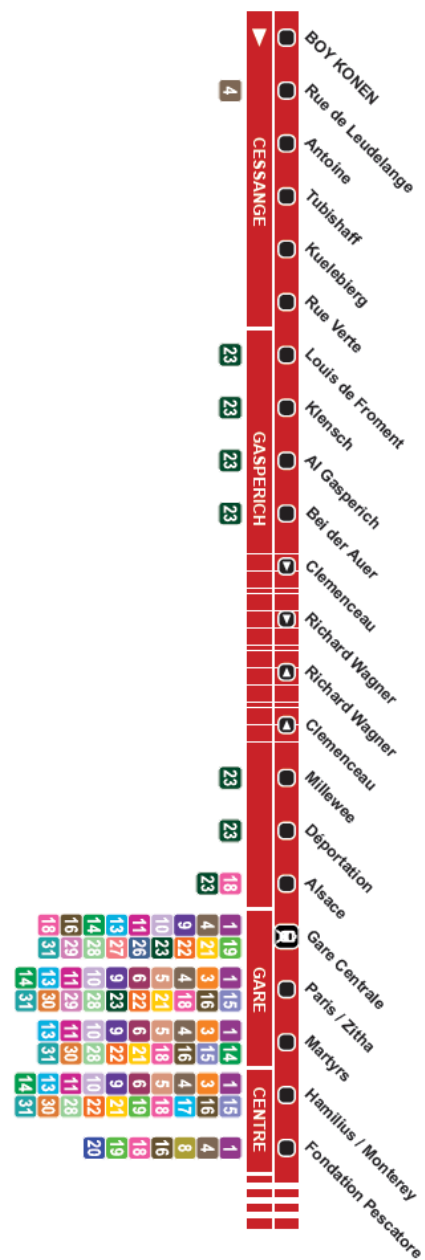 BOY KONEN
Rue de Leudelange
4
Antoine
Tubishaff
Kuelebierg
Rue Verte
CESSANGE
Louis de Froment
23
Klensch
23
Al Gasperich
23
Bei der Auer
23
GASPERICH
Clemenceau
Richard Wagner
Richard Wagner
Clemenceau
Millewee
23
Déportation
23
Alsace
18 23
Gare Centrale
1 4 9 10 11 13 14 16 18
19 21 22 23 26 27 28 29 31
Paris / Zitha
1 3 4 5 6 9 10 11 13 14
15 16 18 21 22 23 28 29 30 31
Martyrs
1 3 4 5 6 9 10 11 13
14 15 16 18 21 22 28 30 31
GARE
Hamilius / Monterey
1 3 4 5 6 9 10 11 13 14
15 16 17 18 19 21 22 28 30 31
Fondation Pescatore
1 4 8 16 18 19 20
CENTRE